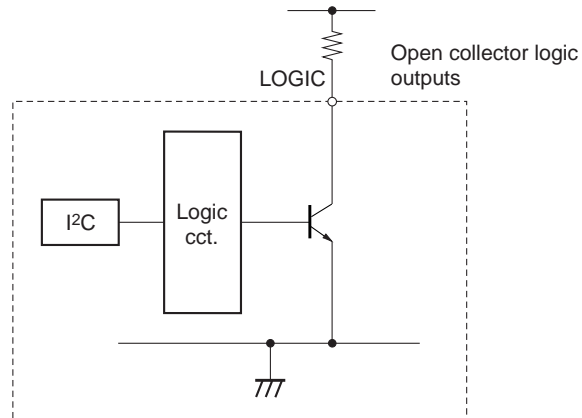 Open collector logic
outputs
LOGIC
I²C
Logic
cct.